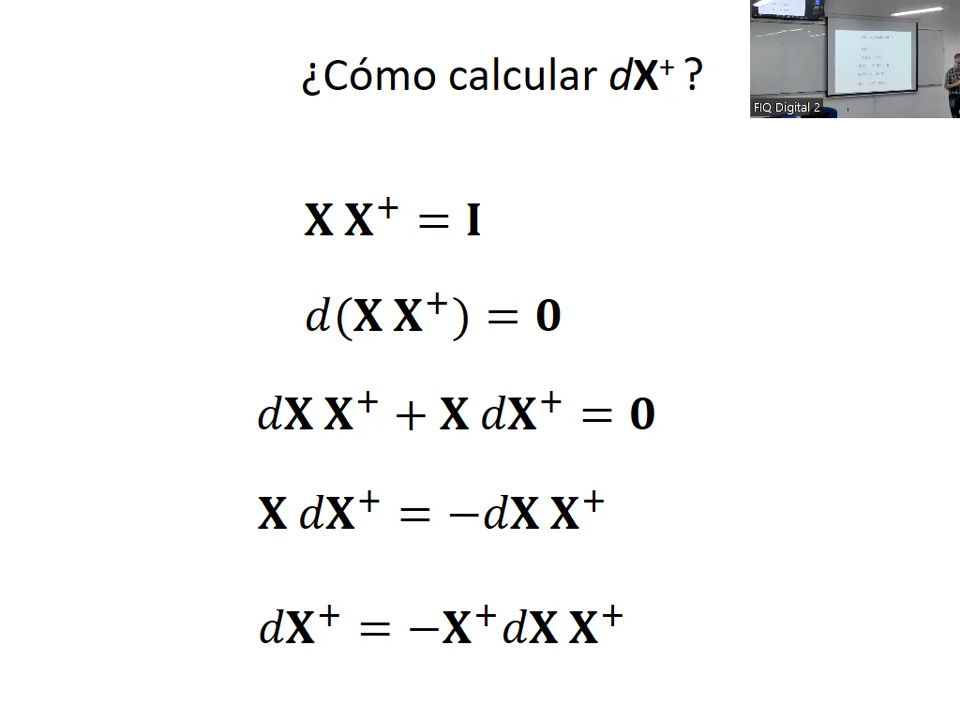 ¿Cómo calcular dX⁺ ?
FIQ Digital 2
X X⁺ = I
d(X X⁺) = 0
dX X⁺ + X dX⁺ = 0
X dX⁺ = −dX X⁺
dX⁺ = −X⁺dX X⁺